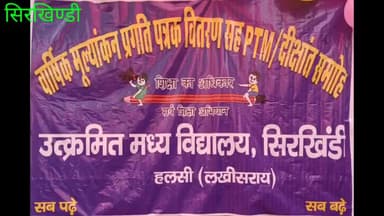 सिरखिण्डी
वार्षिक मूल्यांकन प्रगति पत्रक वितरण सह PTM/दीक्षांत समारोह
शिक्षा का अधिकार
सर्व शिक्षा अभियान
उत्क्रमित मध्य विद्यालय, सिरखिंडी
हलसी (लखीसराय)
सब पढ़े
सब बढ़े